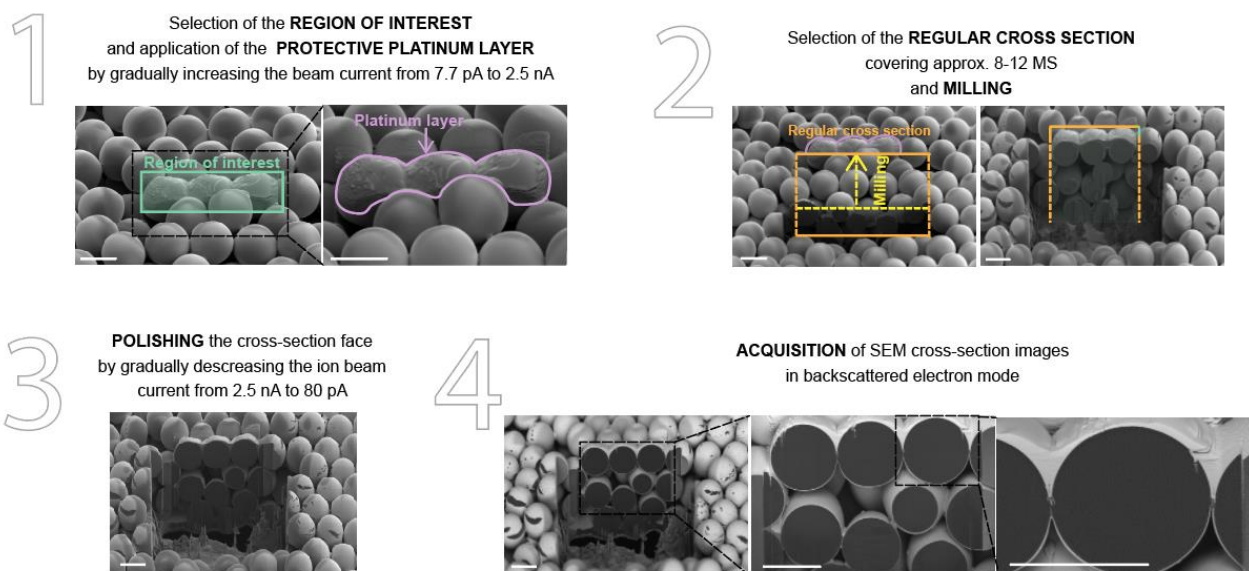 1
Selection of the REGION OF INTEREST
and application of the PROTECTIVE PLATINUM LAYER
by gradually increasing the beam current from 7.7 pA to 2.5 nA
Region of interest
Platinum layer
2
Selection of the REGULAR CROSS SECTION
covering approx. 8-12 MS
and MILLING
Regular cross section
Milling
3
POLISHING the cross-section face
by gradually descreasing the ion beam
current from 2.5 nA to 80 pA
4
ACQUISITION of SEM cross-section images
in backscattered electron mode